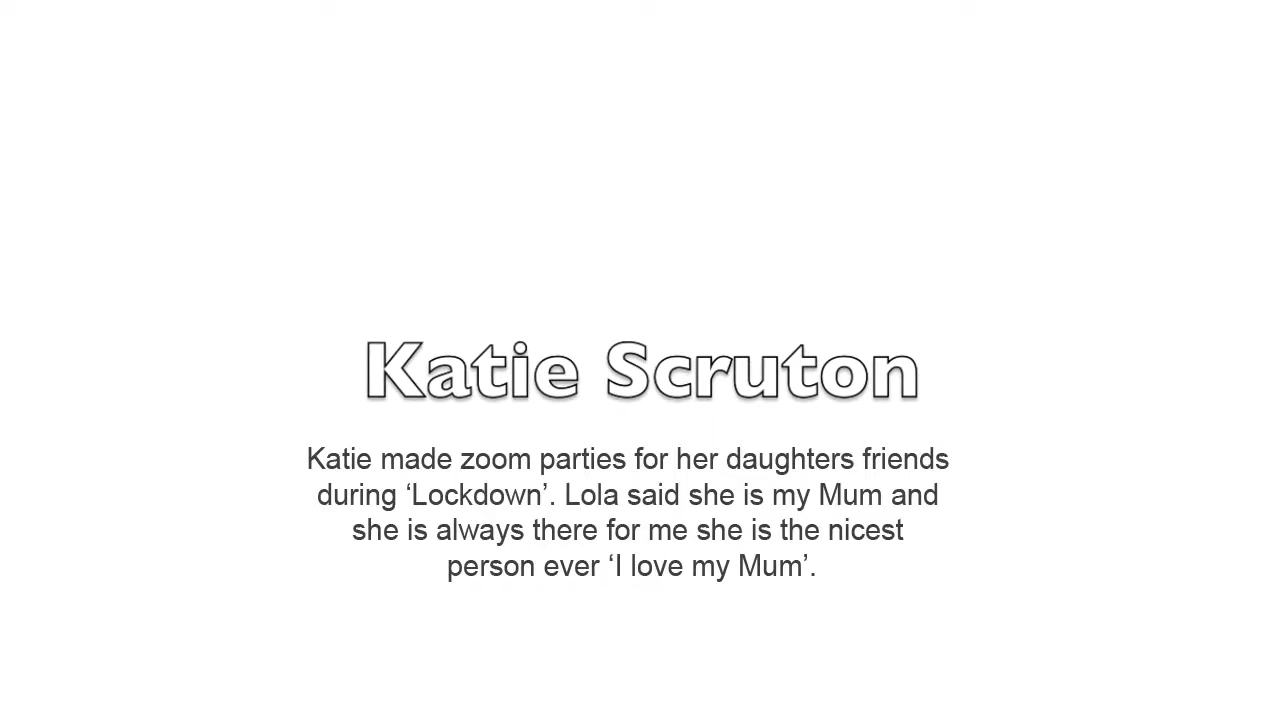 Katie Scruton
Katie made zoom parties for her daughters friends
during ‘Lockdown’. Lola said she is my Mum and
she is always there for me she is the nicest
person ever ‘I love my Mum’.